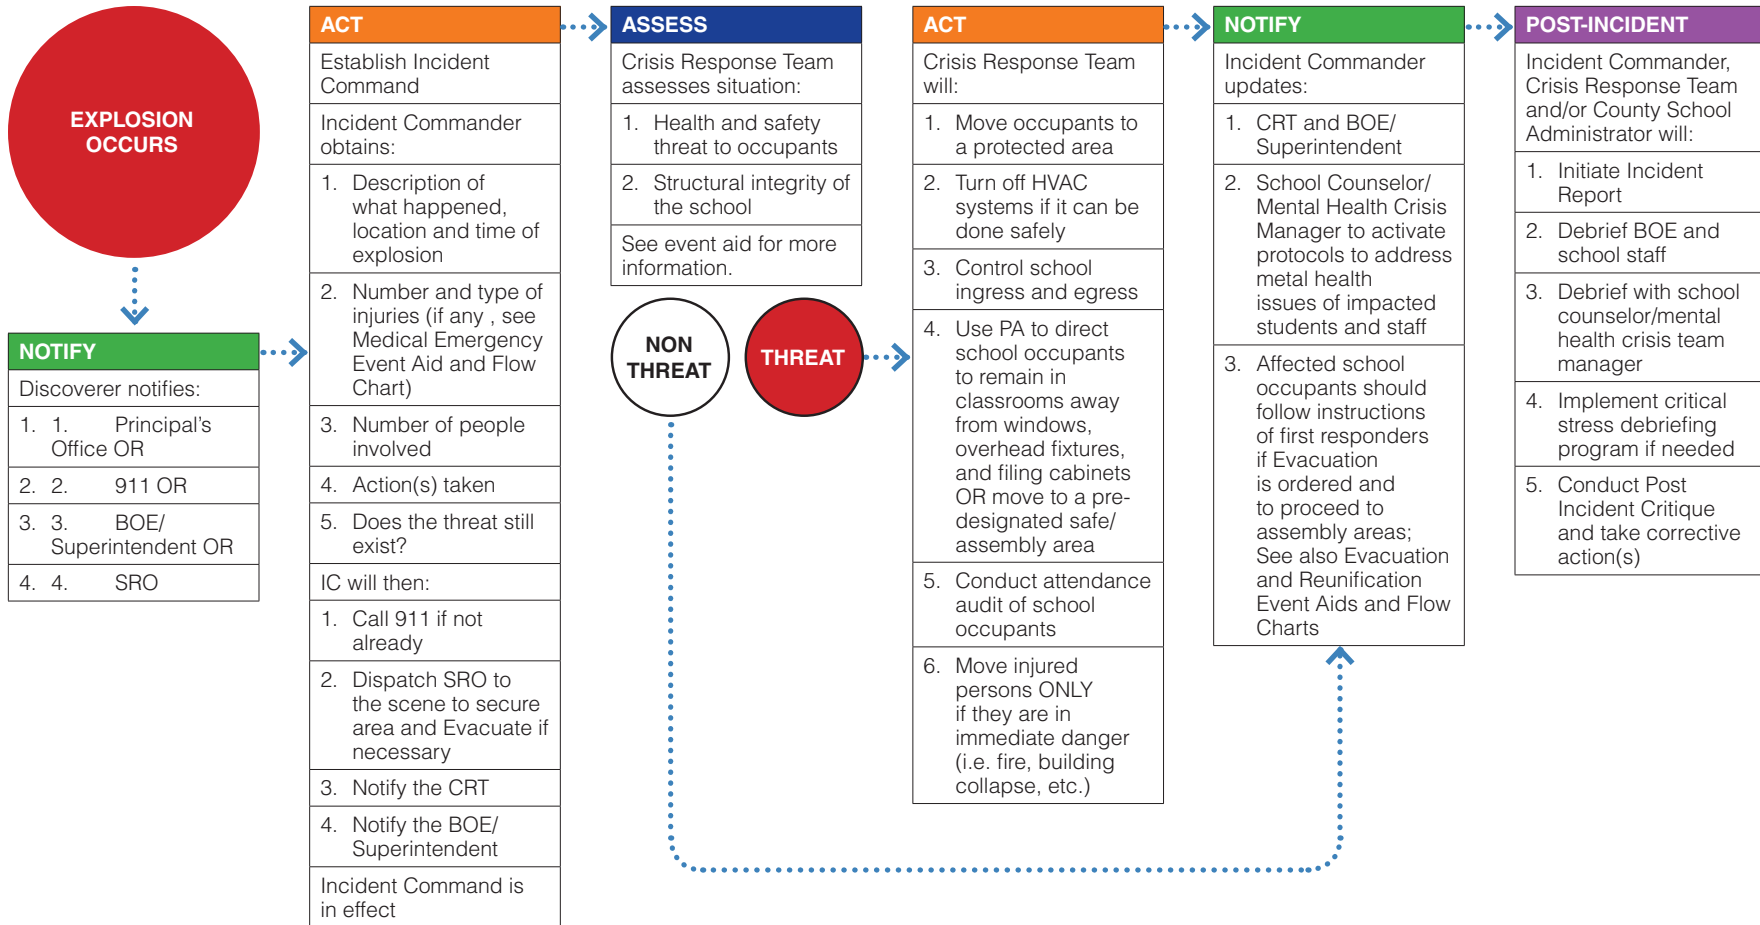 EXPLOSION
OCCURS
NOTIFY
Discoverer notifies:
1. 1. Principal’s
Office OR
2. 2. 911 OR
3. 3. BOE/
Superintendent OR
4. 4. SRO
ACT
Establish Incident
Command
Incident Commander
obtains:
1. Description of
what happened,
location and time of
explosion
2. Number and type of
injuries (if any , see
Medical Emergency
Event Aid and Flow
Chart)
3. Number of people
involved
4. Action(s) taken
5. Does the threat still
exist?
IC will then:
1. Call 911 if not
already
2. Dispatch SRO to
the scene to secure
area and Evacuate if
necessary
3. Notify the CRT
4. Notify the BOE/
Superintendent
Incident Command is
in effect
ASSESS
Crisis Response Team
assesses situation:
1. Health and safety
threat to occupants
2. Structural integrity of
the school
See event aid for more
information.
NON
THREAT
THREAT
ACT
Crisis Response Team
will:
1. Move occupants to
a protected area
2. Turn off HVAC
systems if it can be
done safely
3. Control school
ingress and egress
4. Use PA to direct
school occupants
to remain in
classrooms away
from windows,
overhead fixtures,
and filing cabinets
OR move to a pre-
designated safe/
assembly area
5. Conduct attendance
audit of school
occupants
6. Move injured
persons ONLY
if they are in
immediate danger
(i.e. fire, building
collapse, etc.)
NOTIFY
Incident Commander
updates:
1. CRT and BOE/
Superintendent
2. School Counselor/
Mental Health Crisis
Manager to activate
protocols to address
metal health
issues of impacted
students and staff
3. Affected school
occupants should
follow instructions
of first responders
if Evacuation
is ordered and
to proceed to
assembly areas;
See also Evacuation
and Reunification
Event Aids and Flow
Charts
POST-INCIDENT
Incident Commander,
Crisis Response Team
and/or County School
Administrator will:
1. Initiate Incident
Report
2. Debrief BOE and
school staff
3. Debrief with school
counselor/mental
health crisis team
manager
4. Implement critical
stress debriefing
program if needed
5. Conduct Post
Incident Critique
and take corrective
action(s)